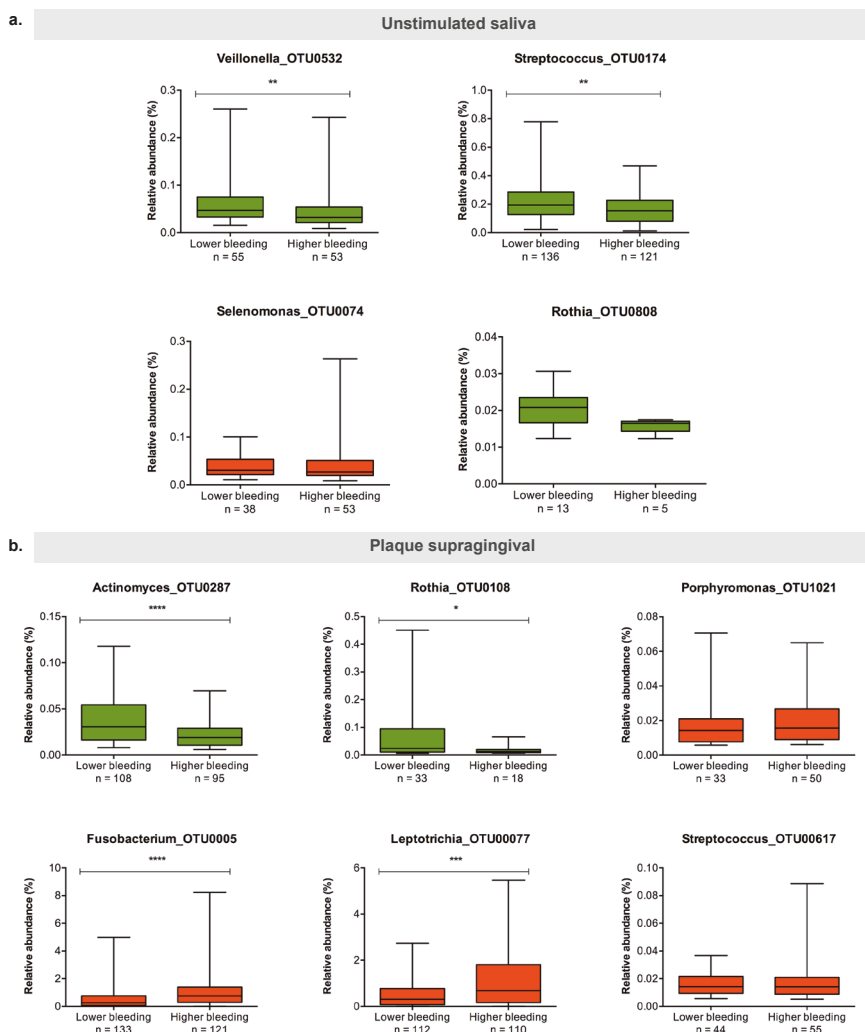 a.
Unstimulated saliva
Veillonella_OTU0532
Streptococcus_OTU0174
**
**
Relative abundance (%)
0.3
0.2
0.1
0.0
Relative abundance (%)
1.0
0.8
0.6
0.4
0.2
0.0
Lower bleeding Higher bleeding
n = 55 n = 53
Lower bleeding Higher bleeding
n = 136 n = 121
Selenomonas_OTU0074
Rothia_OTU0808
Relative abundance (%)
0.3
0.2
0.1
0.0
Relative abundance (%)
0.04
0.03
0.02
0.01
0.00
Lower bleeding Higher bleeding
n = 38 n = 53
Lower bleeding Higher bleeding
n = 13 n = 5
b.
Plaque supragingival
Actinomyces_OTU0287
Rothia_OTU0108
Porphyromonas_OTU1021
****
*
Relative abundance (%)
0.15
0.10
0.05
0.00
Relative abundance (%)
0.5
0.4
0.3
0.2
0.1
0.0
Relative abundance (%)
0.08
0.06
0.04
0.02
0.00
Lower bleeding Higher bleeding
n = 108 n = 95
Lower bleeding Higher bleeding
n = 33 n = 18
Lower bleeding Higher bleeding
n = 33 n = 50
Fusobacterium_OTU0005
Leptotrichia_OTU00077
Streptococcus_OTU00617
****
***
Relative abundance (%)
10
8
6
4
2
0
Relative abundance (%)
6
4
2
0
Relative abundance (%)
0.10
0.08
0.06
0.04
0.02
0.00
Lower bleeding Higher bleeding
n = 133 n = 121
Lower bleeding Higher bleeding
n = 112 n = 110
Lower bleeding Higher bleeding
n = 44 n = 55